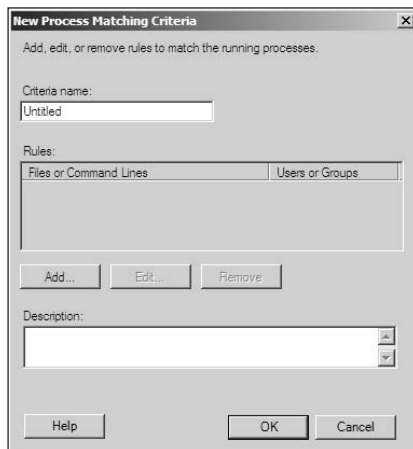 New Process Matching Criteria
Add, edit, or remove rules to match the running processes.
Criteria name:
Untitled
Rules:
Files or Command Lines Users or Groups
Add... Edit... Remove
Description:
Help OK Cancel